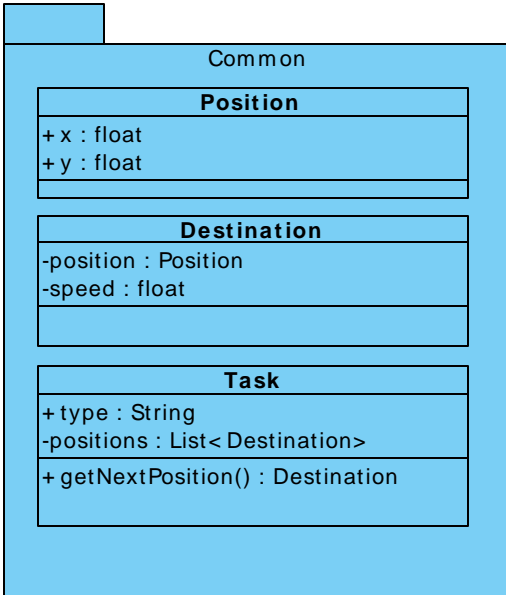 Common
Position
+x : float
+y : float
Destination
-position : Position
-speed : float
Task
+type : String
-positions : List<Destination>
+getNextPosition() : Destination